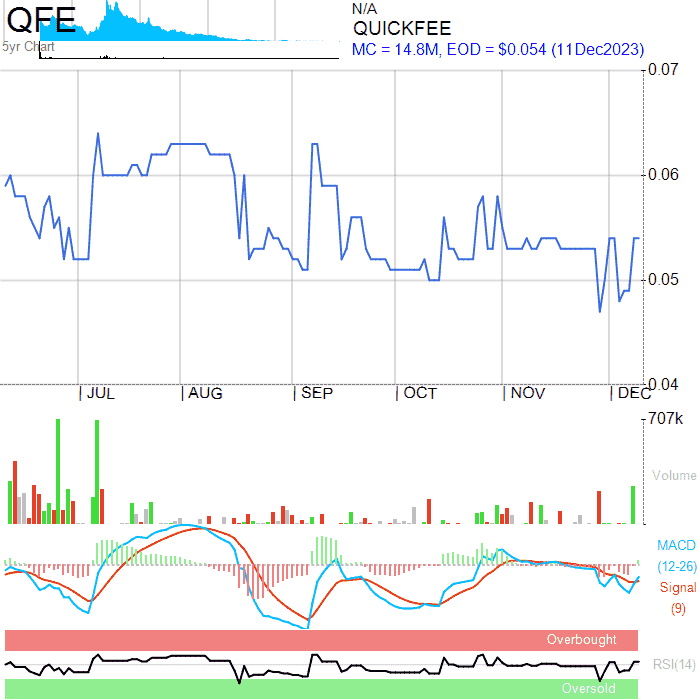 QFE
5yr Chart
N/A
QUICKFEE
MC = 14.8M, EOD = $0.054 (11Dec2023)
0.07
0.06
0.05
0.04
JUL AUG SEP OCT NOV DEC
707k
Volume
MACD
(12-26)
Signal
(9)
Overbought
RSI(14)
Oversold